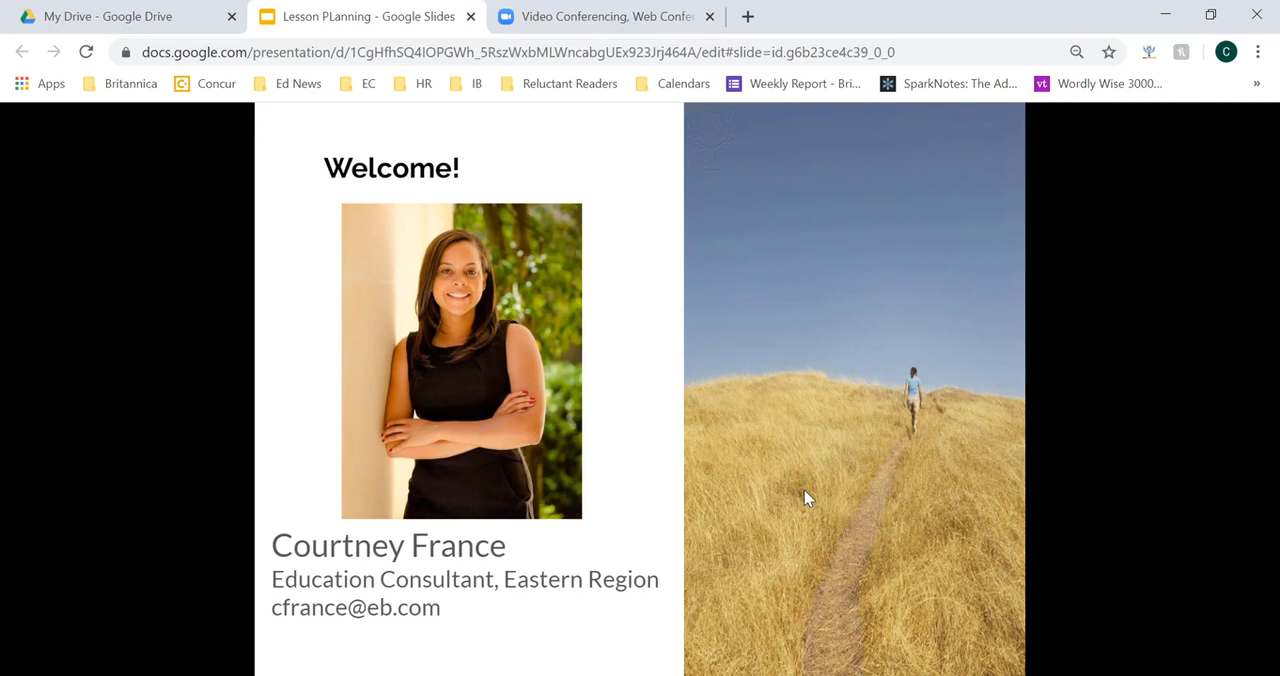 My Drive - Google Drive
Lesson PLanning - Google Slides
Video Conferencing, Web Confe
docs.google.com/presentation/d/1CgHfhSQ4IOPGWh_5RszWxbMLWncabgUEx923Jrj464A/edit#slide=id.g6b23ce4c39_0_0
C
Apps
Britannica
C
Concur
Ed News
EC
HR
IB
Reluctant Readers
Calendars
Weekly Report - Bri...
SparkNotes: The Ad...
vt
Wordly Wise 3000...
»
Welcome!
Courtney France
Education Consultant, Eastern Region
cfrance@eb.com